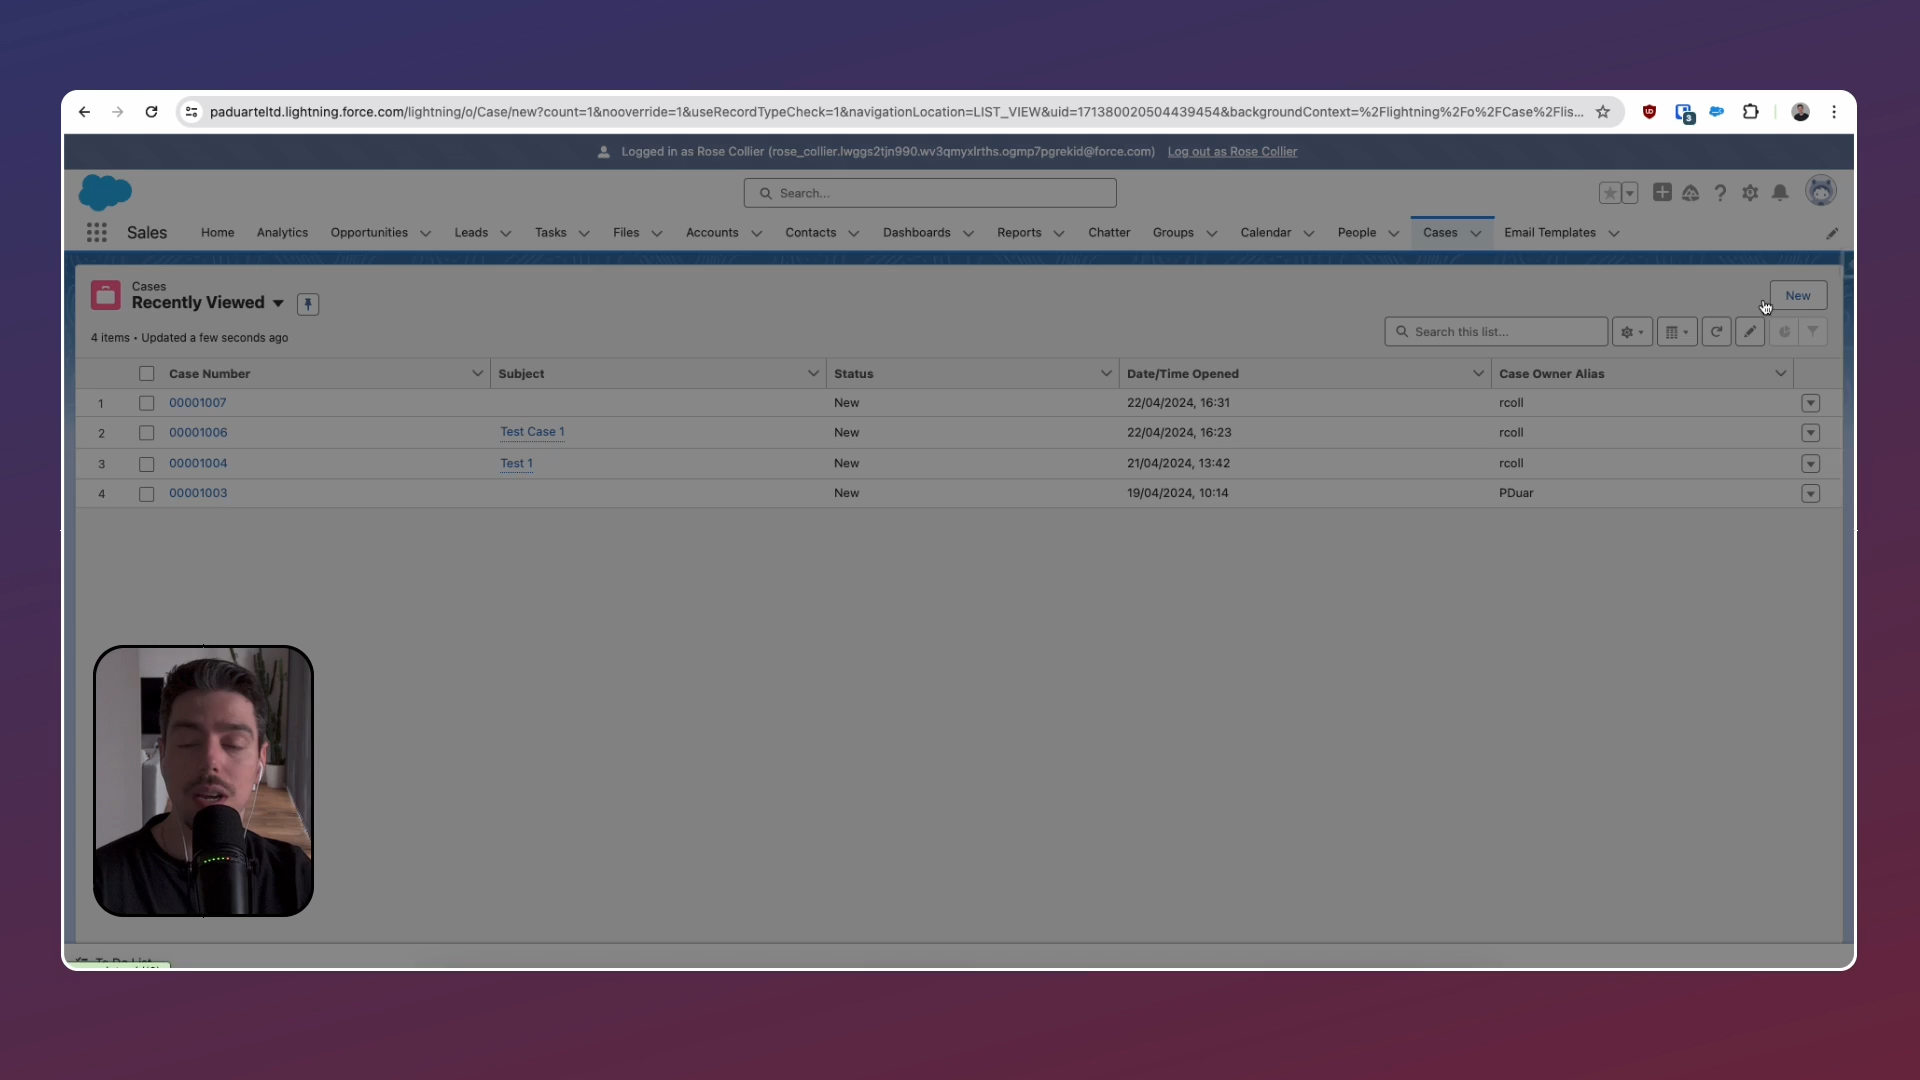 paduarteltd.lightning.force.com/lightning/o/Case/new?count=1&nooverride=1&useRecordTypeCheck=1&navigationLocation=LIST_VIEW&uid=171380020504439454&backgroundContext=%2Flightning%2Fo%2FCase%2Flis...
3
Logged in as Rose Collier (rose_collier.lwggs2tjn990.wv3qmyxlrths.ogmp7pgrekid@force.com) Log out as Rose Collier
Search...
Sales Home Analytics Opportunities Leads Tasks Files Accounts Contacts Dashboards Reports Chatter Groups Calendar People Cases Email Templates
Cases
Recently Viewed
New
4 items • Updated a few seconds ago
Search this list...
Case Number Subject Status Date/Time Opened Case Owner Alias
1 00001007 New 22/04/2024, 16:31 rcoll
2 00001006 Test Case 1 New 22/04/2024, 16:23 rcoll
3 00001004 Test 1 New 21/04/2024, 13:42 rcoll
4 00001003 New 19/04/2024, 10:14 PDuar
To Do List